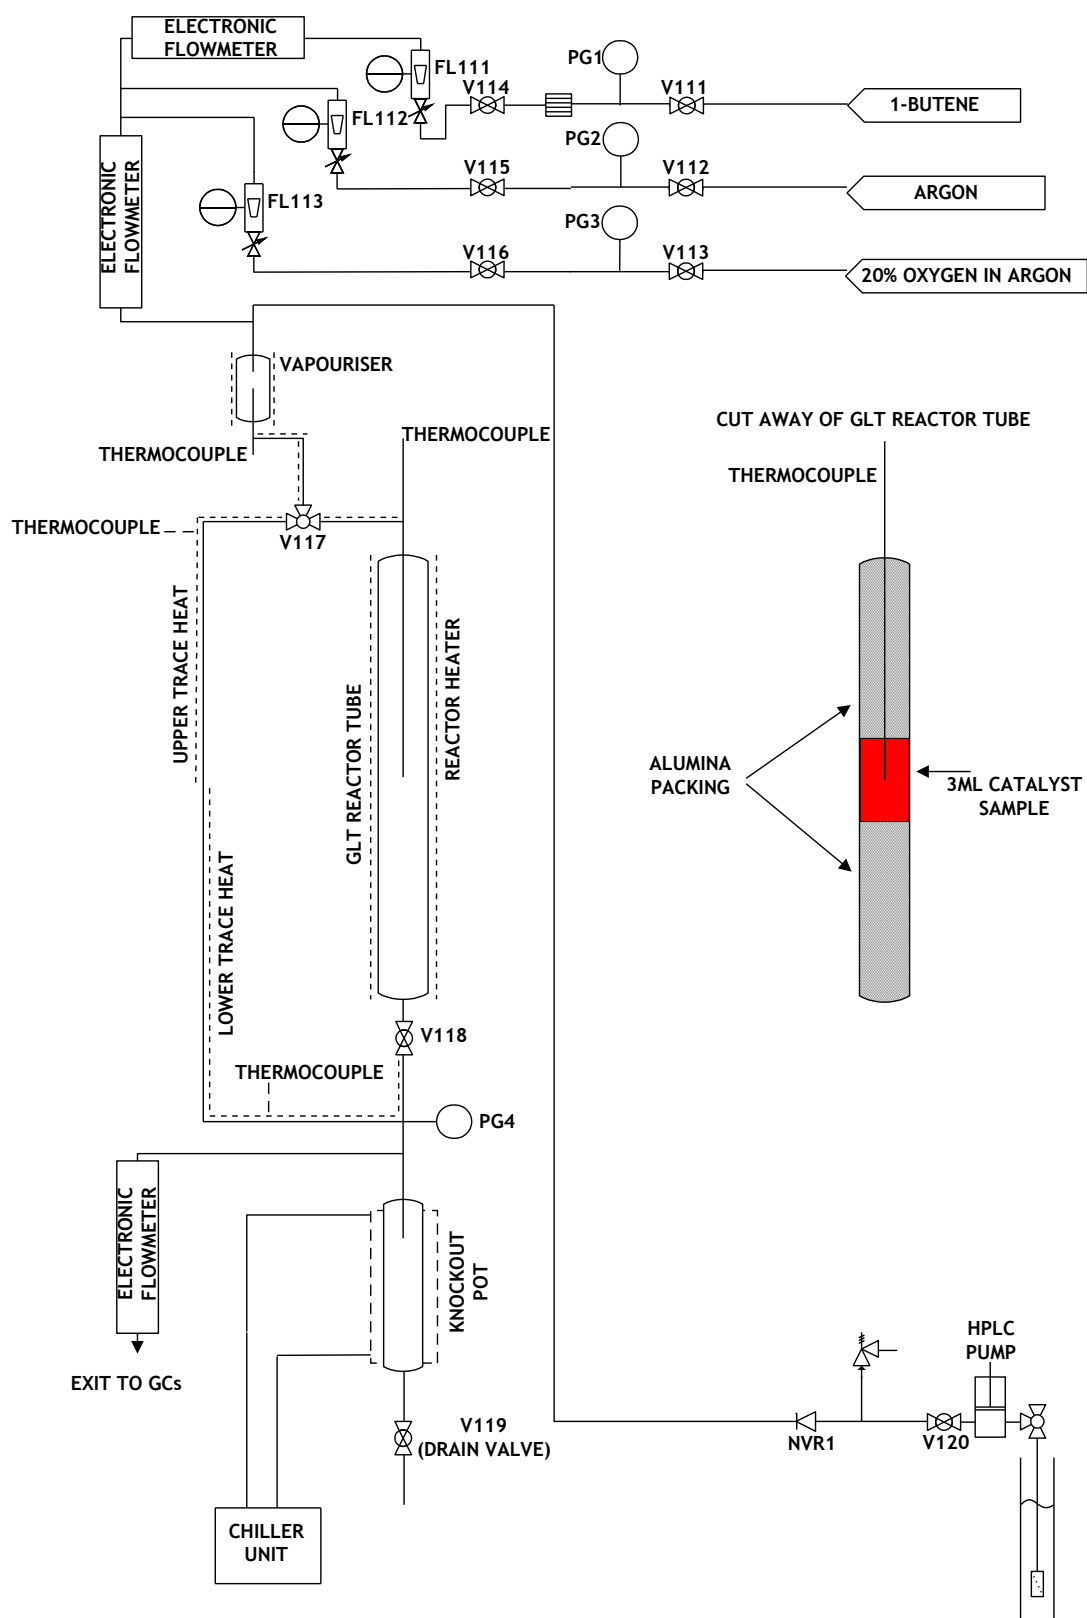 ELECTRONIC
FLOWMETER
FL111
PG1
V114
V111
1-BUTENE
FL112
PG2
V115
V112
ARGON
ELECTRONIC
FLOWMETER
FL113
PG3
V116
V113
20% OXYGEN IN ARGON
VAPOURISER
THERMOCOUPLE
THERMOCOUPLE
CUT AWAY OF GLT REACTOR TUBE
THERMOCOUPLE
THERMOCOUPLE
V117
UPPER TRACE HEAT
GLT REACTOR TUBE
REACTOR HEATER
ALUMINA
PACKING
3ML CATALYST
SAMPLE
LOWER TRACE HEAT
V118
THERMOCOUPLE
PG4
ELECTRONIC
FLOWMETER
KNOCKOUT
POT
EXIT TO GCs
HPLC
PUMP
V119
(DRAIN VALVE)
NVR1
V120
CHILLER
UNIT